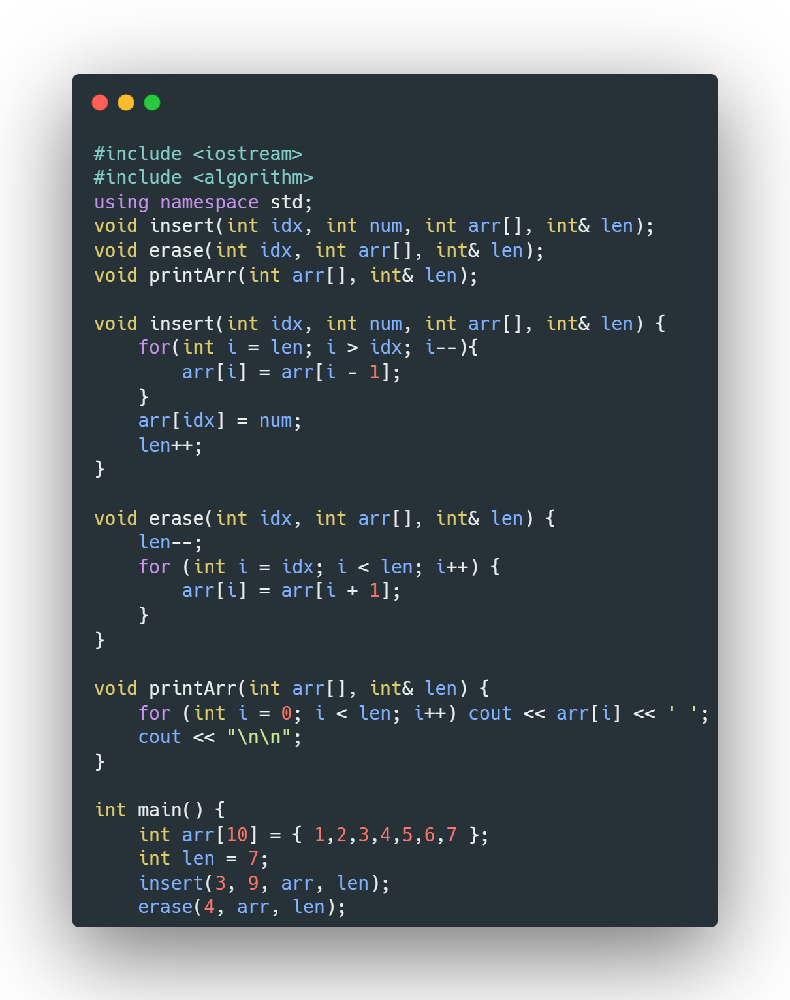 #include <iostream>
#include <algorithm>
using namespace std;
void insert(int idx, int num, int arr[], int& len);
void erase(int idx, int arr[], int& len);
void printArr(int arr[], int& len);

void insert(int idx, int num, int arr[], int& len) {
    for(int i = len; i > idx; i--){
        arr[i] = arr[i - 1];
    }
    arr[idx] = num;
    len++;
}

void erase(int idx, int arr[], int& len) {
    len--;
    for (int i = idx; i < len; i++) {
        arr[i] = arr[i + 1];
    }
}

void printArr(int arr[], int& len) {
    for (int i = 0; i < len; i++) cout << arr[i] << ' ';
    cout << "\n\n";
}

int main() {
    int arr[10] = { 1,2,3,4,5,6,7 };
    int len = 7;
    insert(3, 9, arr, len);
    erase(4, arr, len);